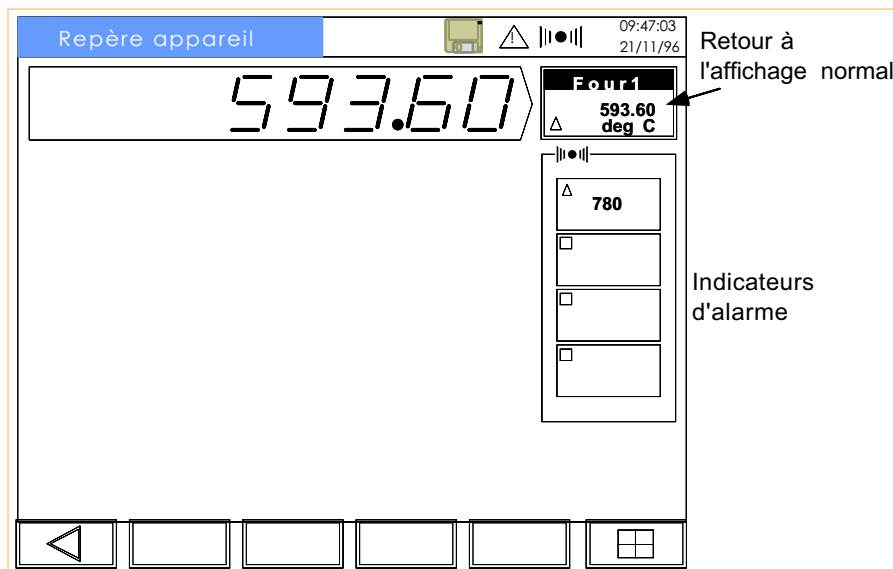 Repère appareil
09:47:03
21/11/96
Retour à
l'affichage normal
593.60
Four1
593.60
deg C
780
Indicateurs
d'alarme